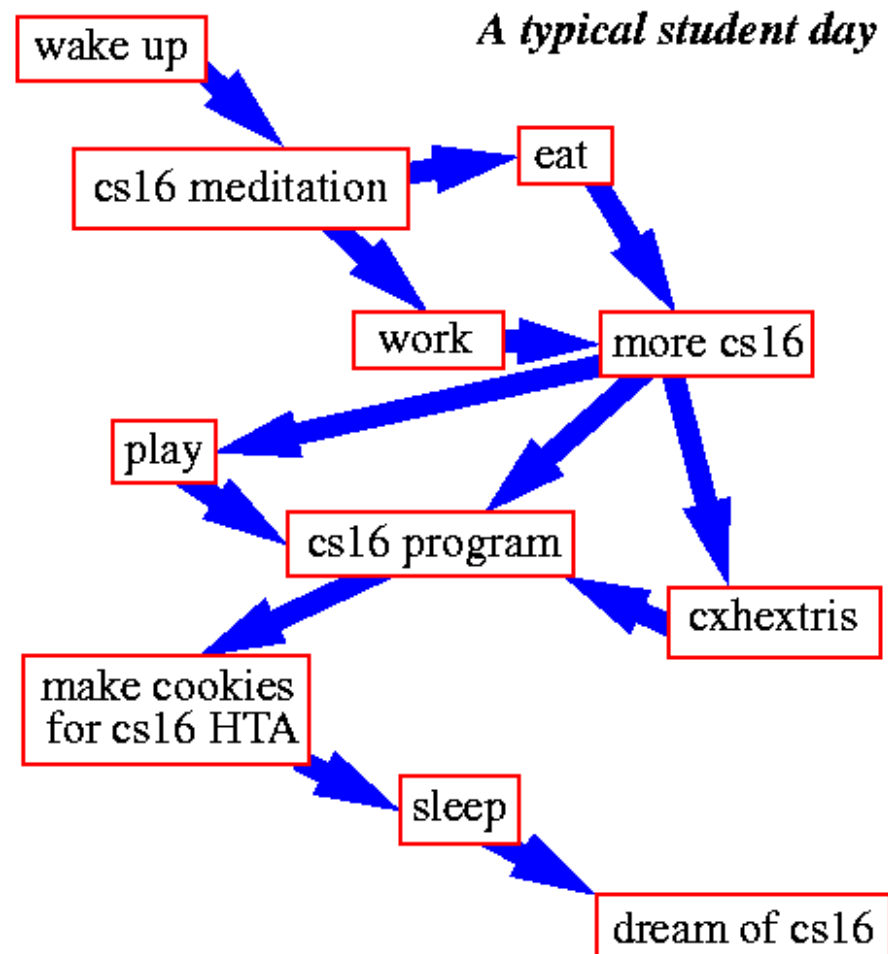 A typical student day
wake up
cs16 meditation
eat
work
more cs16
play
cs16 program
cxhextris
make cookies
for cs16 HTA
sleep
dream of cs16